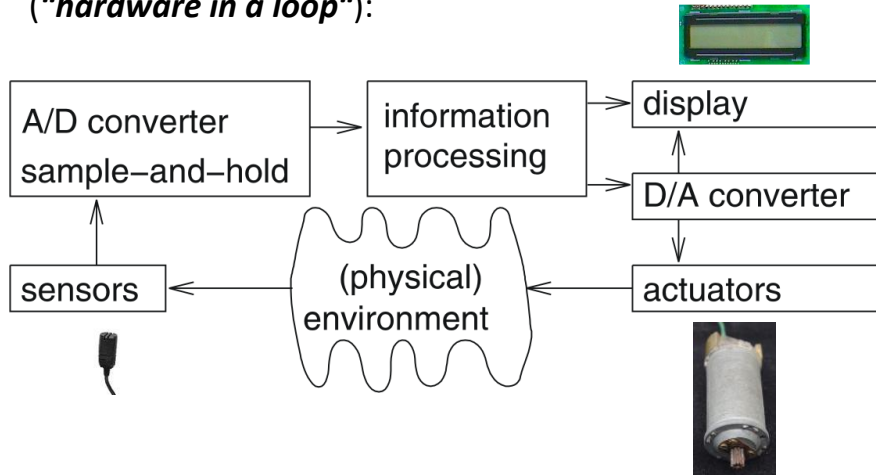 ("hardware in a loop"):
A/D converter
sample−and−hold
information
processing
display
D/A converter
sensors
(physical)
environment
actuators